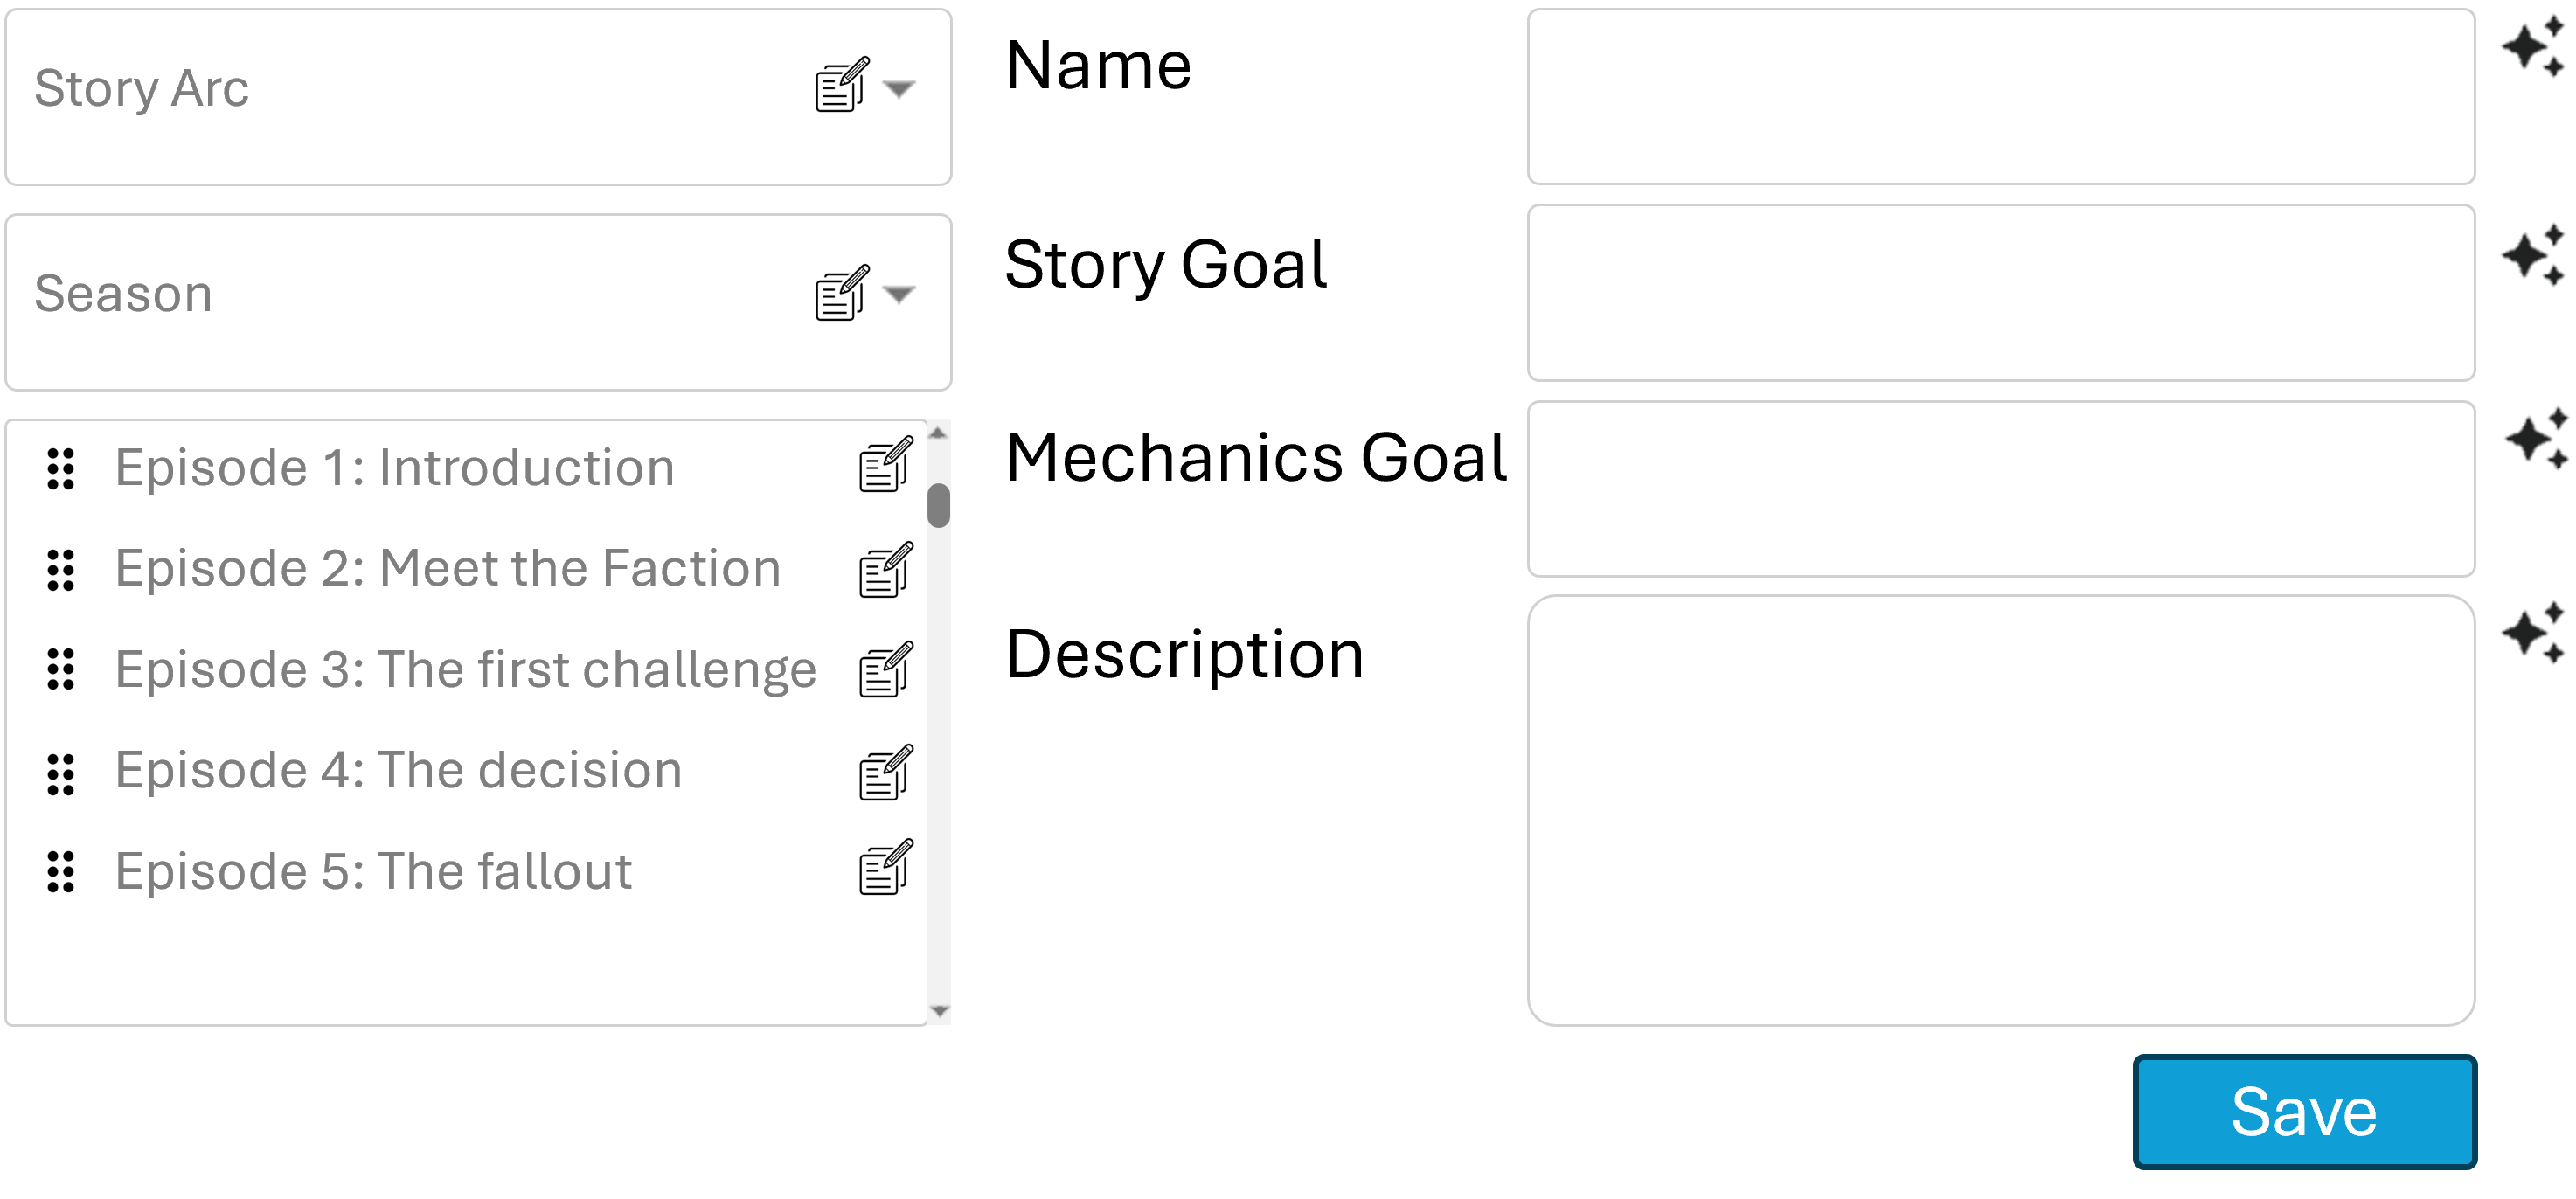 Story Arc
Season
Episode 1: Introduction
Episode 2: Meet the Faction
Episode 3: The first challenge
Episode 4: The decision
Episode 5: The fallout
Name
Story Goal
Mechanics Goal
Description
Save